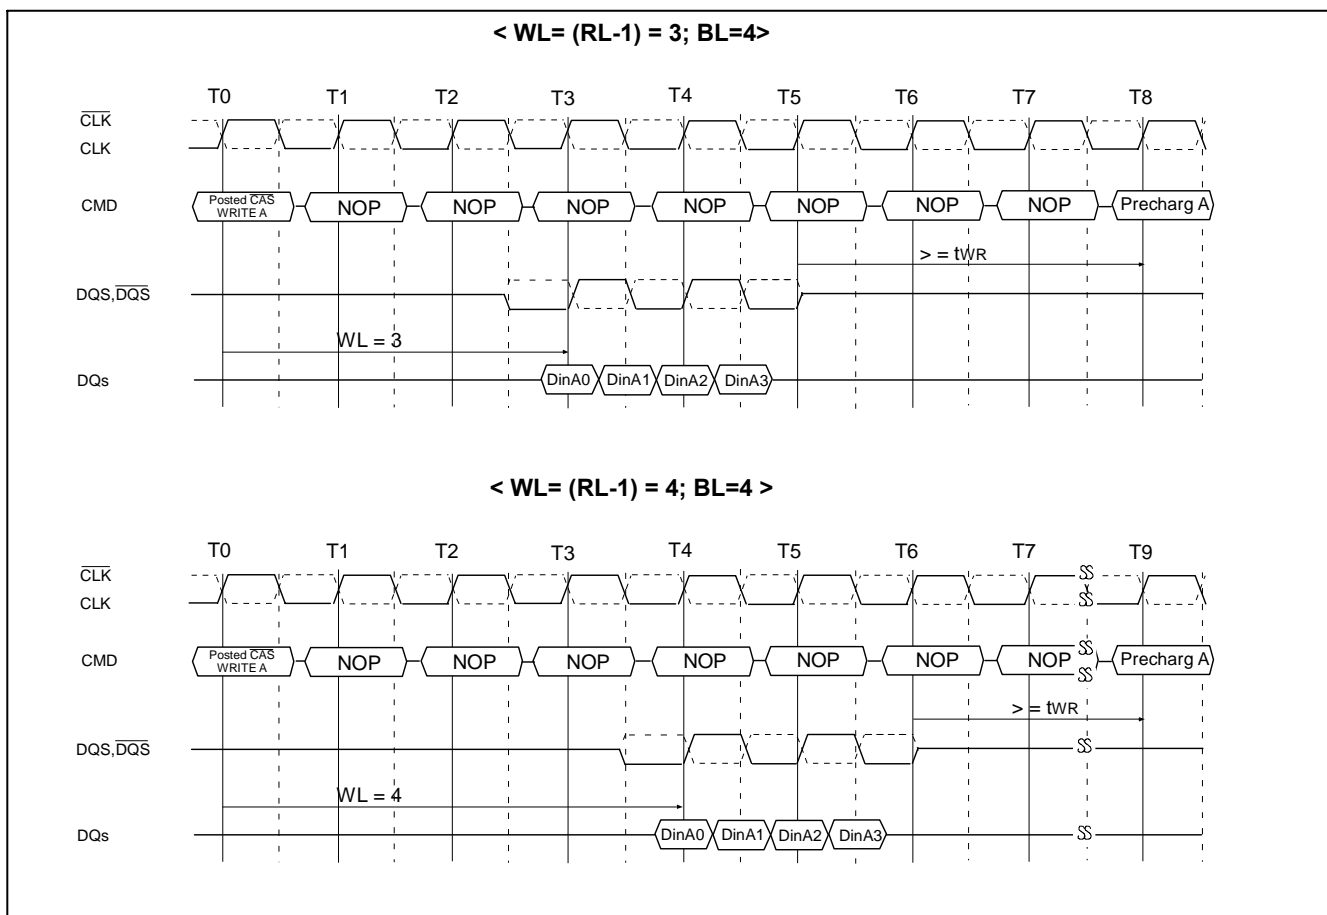 < WL= (RL-1) = 3; BL=4>
T0 T1 T2 T3 T4 T5 T6 T7 T8
CLK
CLK
CMD Posted CAS WRITE A NOP NOP NOP NOP NOP NOP NOP Precharg A
> = tWR
DQS,DQS
WL = 3
DQs DinA0 DinA1 DinA2 DinA3
< WL= (RL-1) = 4; BL=4 >
T0 T1 T2 T3 T4 T5 T6 T7 T9
CLK
CLK
CMD Posted CAS WRITE A NOP NOP NOP NOP NOP NOP NOP Precharg A
> = tWR
DQS,DQS
WL = 4
DQs DinA0 DinA1 DinA2 DinA3